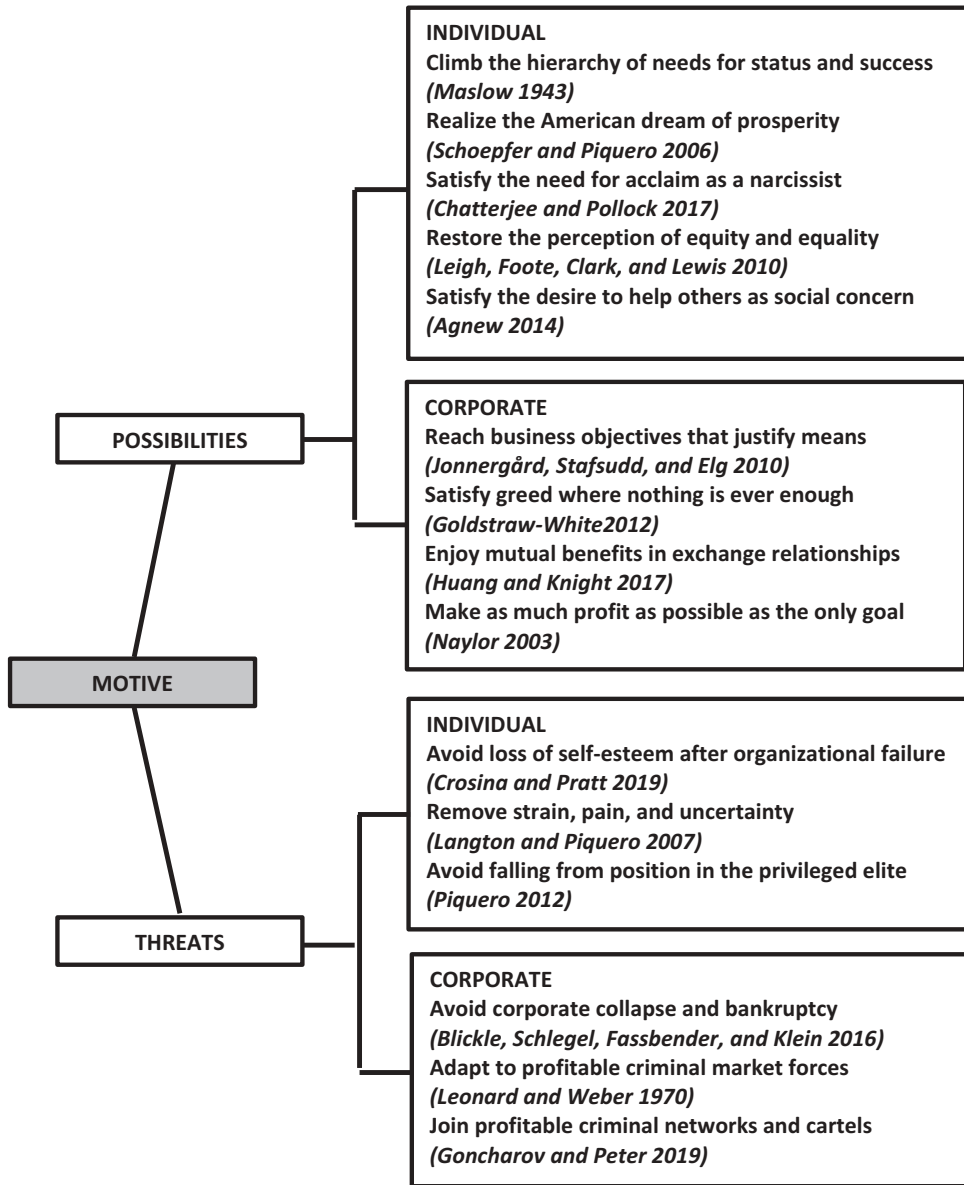 INDIVIDUAL
Climb the hierarchy of needs for status and success
(Maslow 1943)
Realize the American dream of prosperity
(Schoepfer and Piquero 2006)
Satisfy the need for acclaim as a narcissist
(Chatterjee and Pollock 2017)
Restore the perception of equity and equality
(Leigh, Foote, Clark, and Lewis 2010)
Satisfy the desire to help others as social concern
(Agnew 2014)
POSSIBILITIES
CORPORATE
Reach business objectives that justify means
(Jonnergård, Stafsudd, and Elg 2010)
Satisfy greed where nothing is ever enough
(Goldstraw-White2012)
Enjoy mutual benefits in exchange relationships
(Huang and Knight 2017)
Make as much profit as possible as the only goal
(Naylor 2003)
MOTIVE
INDIVIDUAL
Avoid loss of self-esteem after organizational failure
(Crosina and Pratt 2019)
Remove strain, pain, and uncertainty
(Langton and Piquero 2007)
Avoid falling from position in the privileged elite
(Piquero 2012)
THREATS
CORPORATE
Avoid corporate collapse and bankruptcy
(Blickle, Schlegel, Fassbender, and Klein 2016)
Adapt to profitable criminal market forces
(Leonard and Weber 1970)
Join profitable criminal networks and cartels
(Goncharov and Peter 2019)